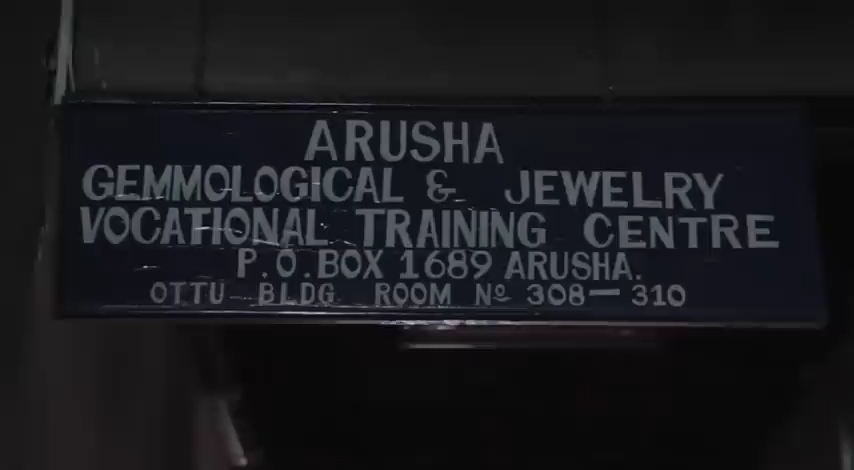 ARUSHA
GEMMOLOGICAL & JEWELRY
VOCATIONAL TRAINING CENTRE
P.O.BOX 1689 ARUSHA.
OTTU-BLDG ROOM Nº 308-310